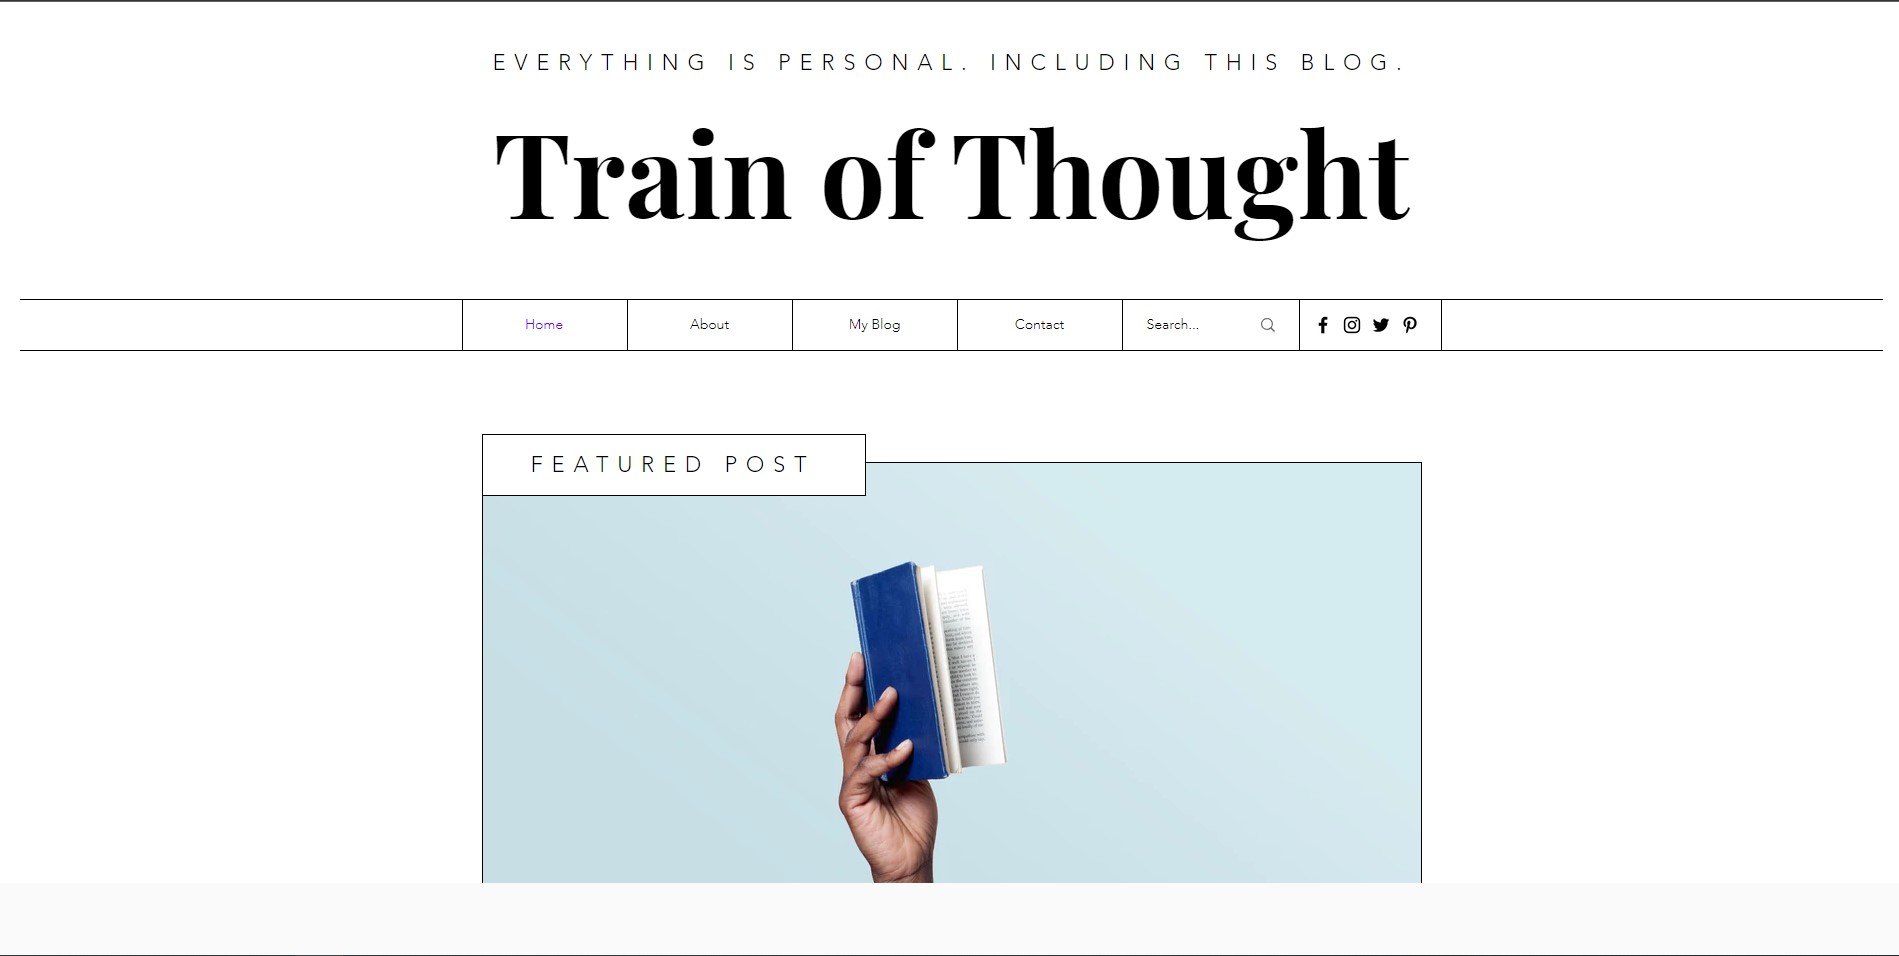 EVERYTHING IS PERSONAL. INCLUDING THIS BLOG.
Train of Thought
Home
About
My Blog
Contact
Search...
FEATURED POST